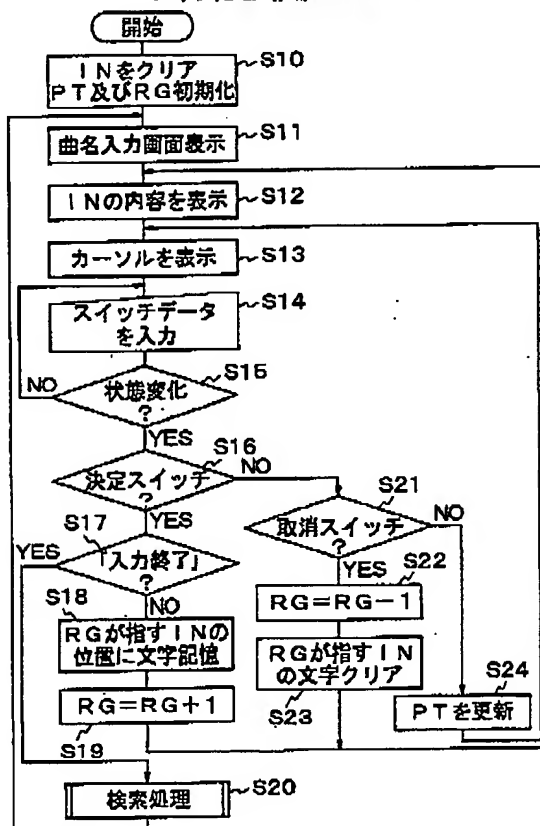 開始
INをクリア
PT及びRG初期化
S10
曲名入力画面表示
S11
INの内容を表示
S12
カーソルを表示
S13
スイッチデータ
を入力
S14
状態変化
?
S15
NO
YES
決定スイッチ
?
S16
NO
YES
「入力終了」
?
S17
YES
NO
RGが指すINの
位置に文字記憶
S18
RG=RG+1
S19
検索処理
S20
取消スイッチ
?
S21
NO
YES
RG=RG-1
S22
RGが指すIN
の文字クリア
S23
PTを更新
S24